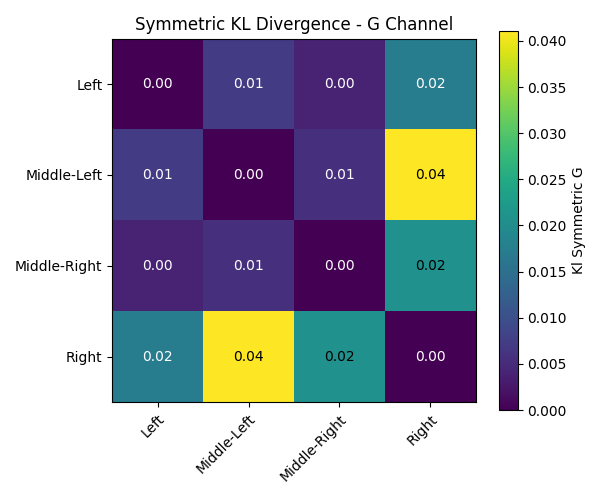 Symmetric KL Divergence - G Channel
Left 0.00 0.01 0.00 0.02
Middle-Left 0.01 0.00 0.01 0.04
Middle-Right 0.00 0.01 0.00 0.02
Right 0.02 0.04 0.02 0.00
Left Middle-Left Middle-Right Right
0.040
0.035
0.030
0.025
0.020
0.015
0.010
0.005
0.000
Kl Symmetric G